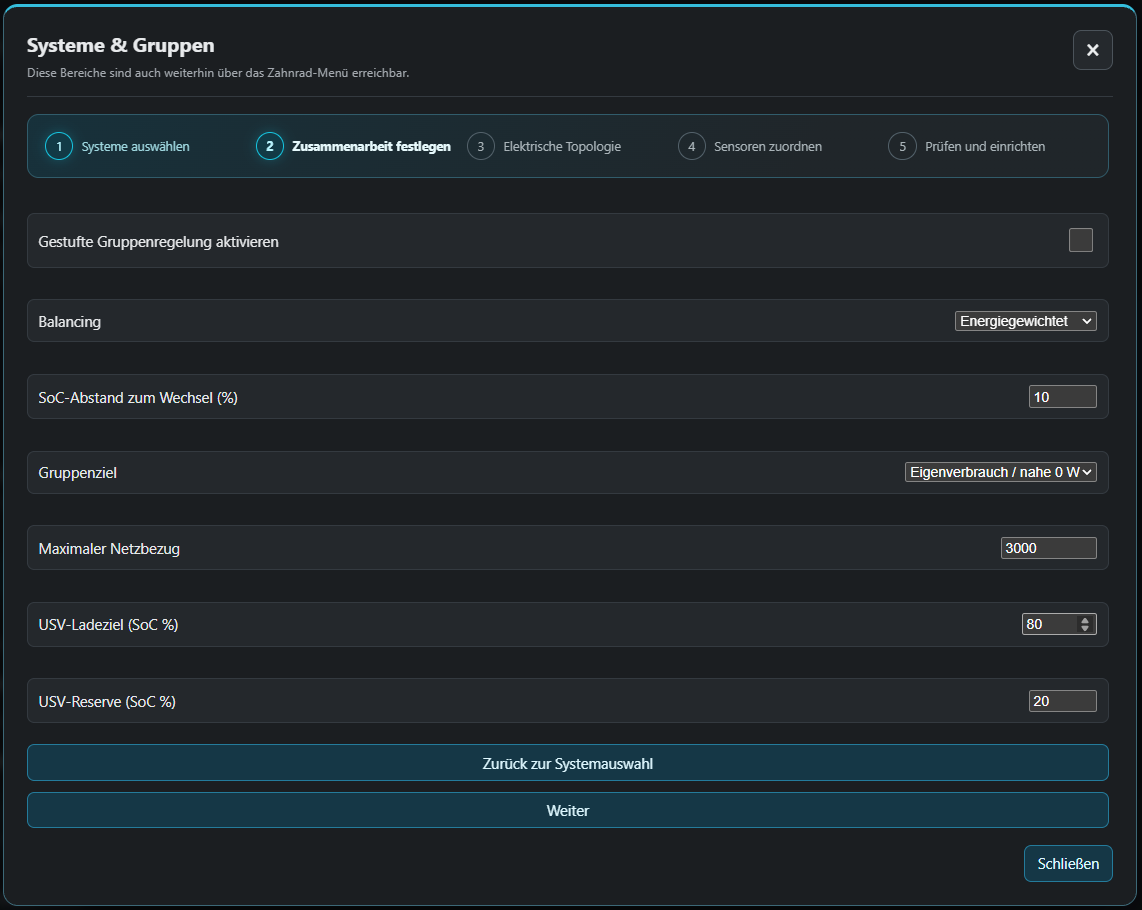 Systeme & Gruppen
Diese Bereiche sind auch weiterhin über das Zahnrad-Menü erreichbar.
×
1 Systeme auswählen 2 Zusammenarbeit festlegen 3 Elektrische Topologie 4 Sensoren zuordnen 5 Prüfen und einrichten
Gestufte Gruppenregelung aktivieren
Balancing Energiegewichtet
SoC-Abstand zum Wechsel (%) 10
Gruppenziel Eigenverbrauch / nahe 0 W
Maximaler Netzbezug 3000
USV-Ladeziel (SoC %) 80
USV-Reserve (SoC %) 20
Zurück zur Systemauswahl
Weiter
Schließen